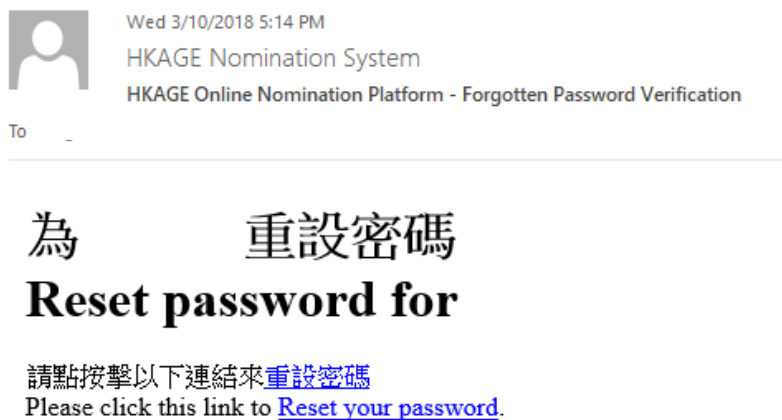 Wed 3/10/2018 5:14 PM
HKAGE Nomination System
HKAGE Online Nomination Platform - Forgotten Password Verification
To
為 重設密碼
Reset password for
請點按擊以下連結來重設密碼
Please click this link to Reset your password.